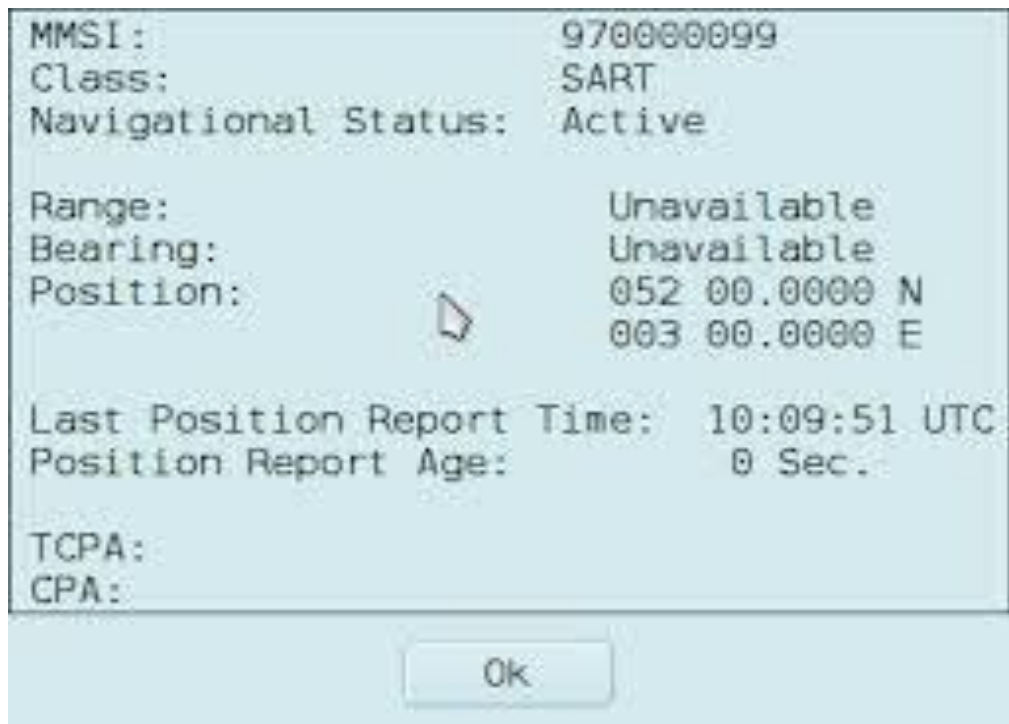 MMSI: 970000099
Class: SART
Navigational Status: Active
Range: Unavailable
Bearing: Unavailable
Position: 052 00.0000 N
003 00.0000 E
Last Position Report Time: 10:09:51 UTC
Position Report Age: 0 Sec.
TCPA:
CPA:
Ok